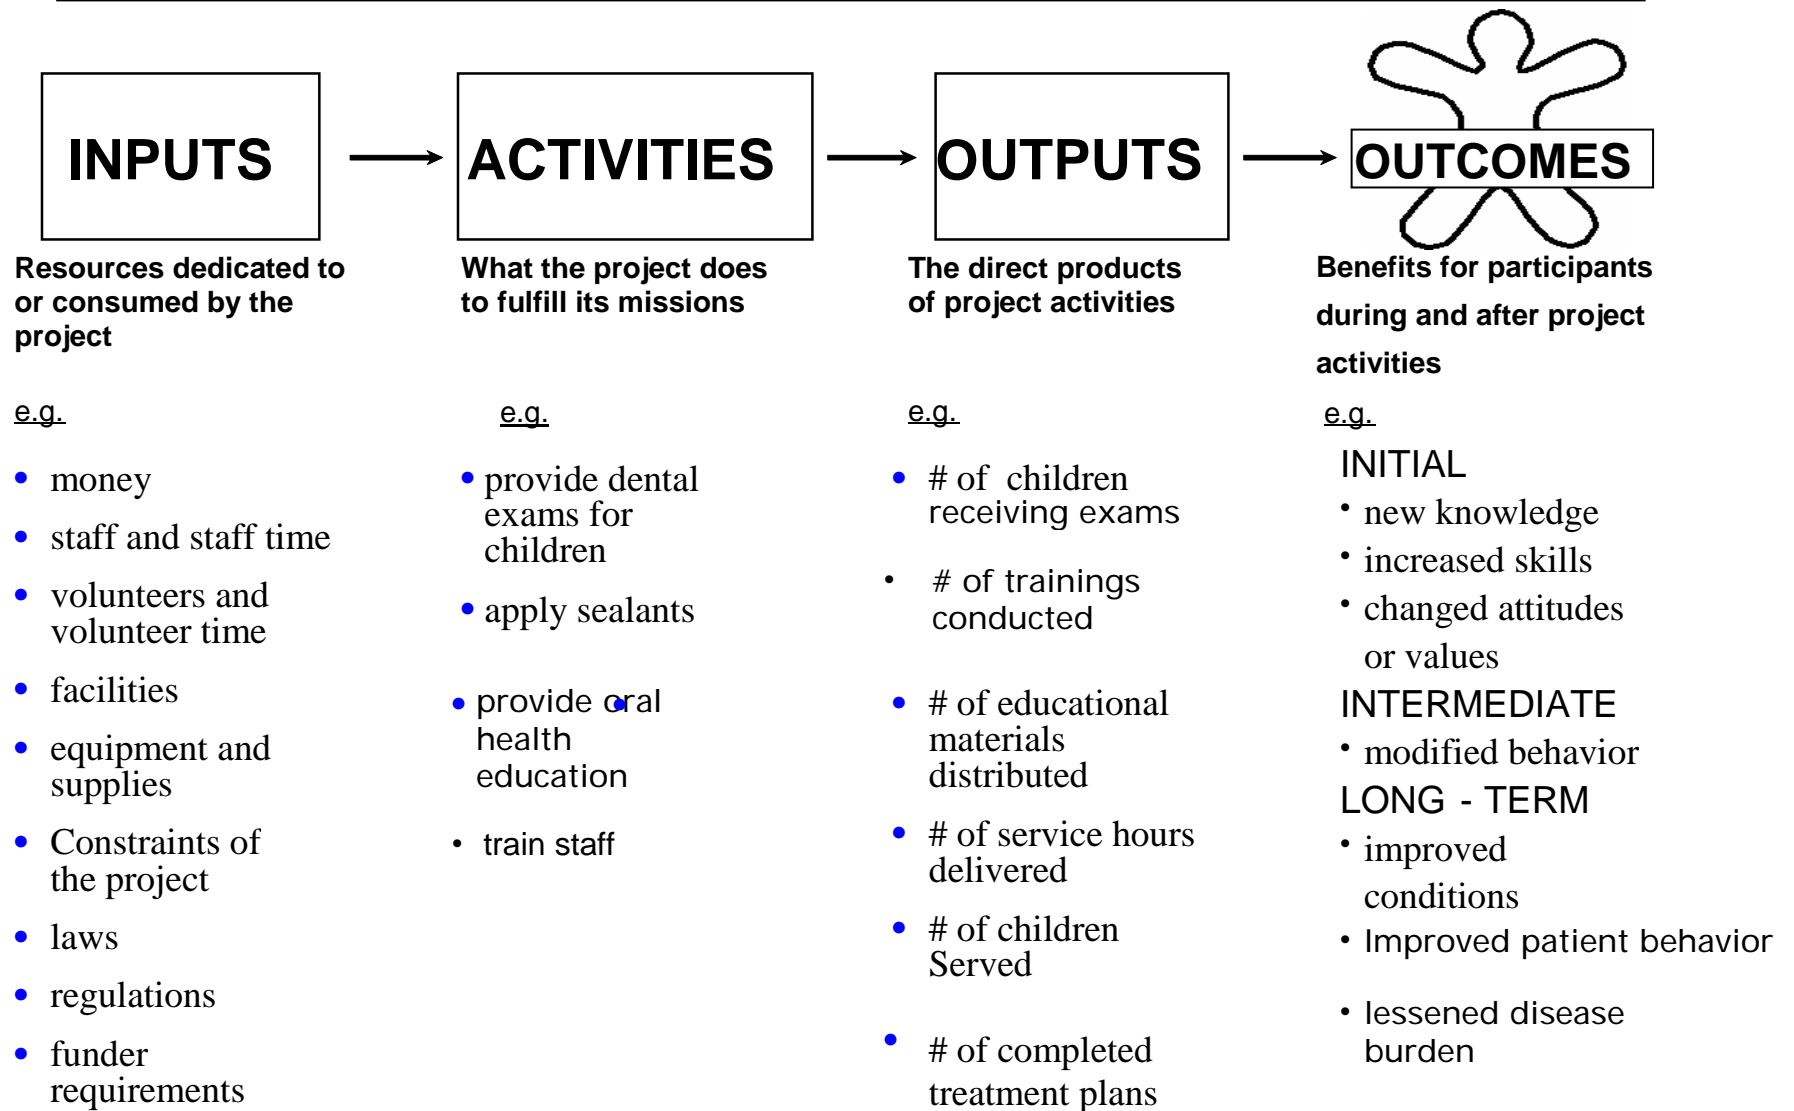 INPUTS
ACTIVITIES
OUTPUTS
OUTCOMES
Resources dedicated to
or consumed by the
project
e.g.
• money
• staff and staff time
• volunteers and
volunteer time
• facilities
• equipment and
supplies
• Constraints of
the project
• laws
• regulations
• funder
requirements
What the project does
to fulfill its missions
e.g.
• provide dental
exams for
children
• apply sealants
• provide oral
health
education
• train staff
The direct products
of project activities
e.g.
• # of children
receiving exams
• # of trainings
conducted
• # of educational
materials
distributed
• # of service hours
delivered
• # of children
Served
• # of completed
treatment plans
Benefits for participants
during and after project
activities
e.g.
INITIAL
• new knowledge
• increased skills
• changed attitudes
or values
INTERMEDIATE
• modified behavior
LONG - TERM
• improved
conditions
• Improved patient behavior
• lessened disease
burden